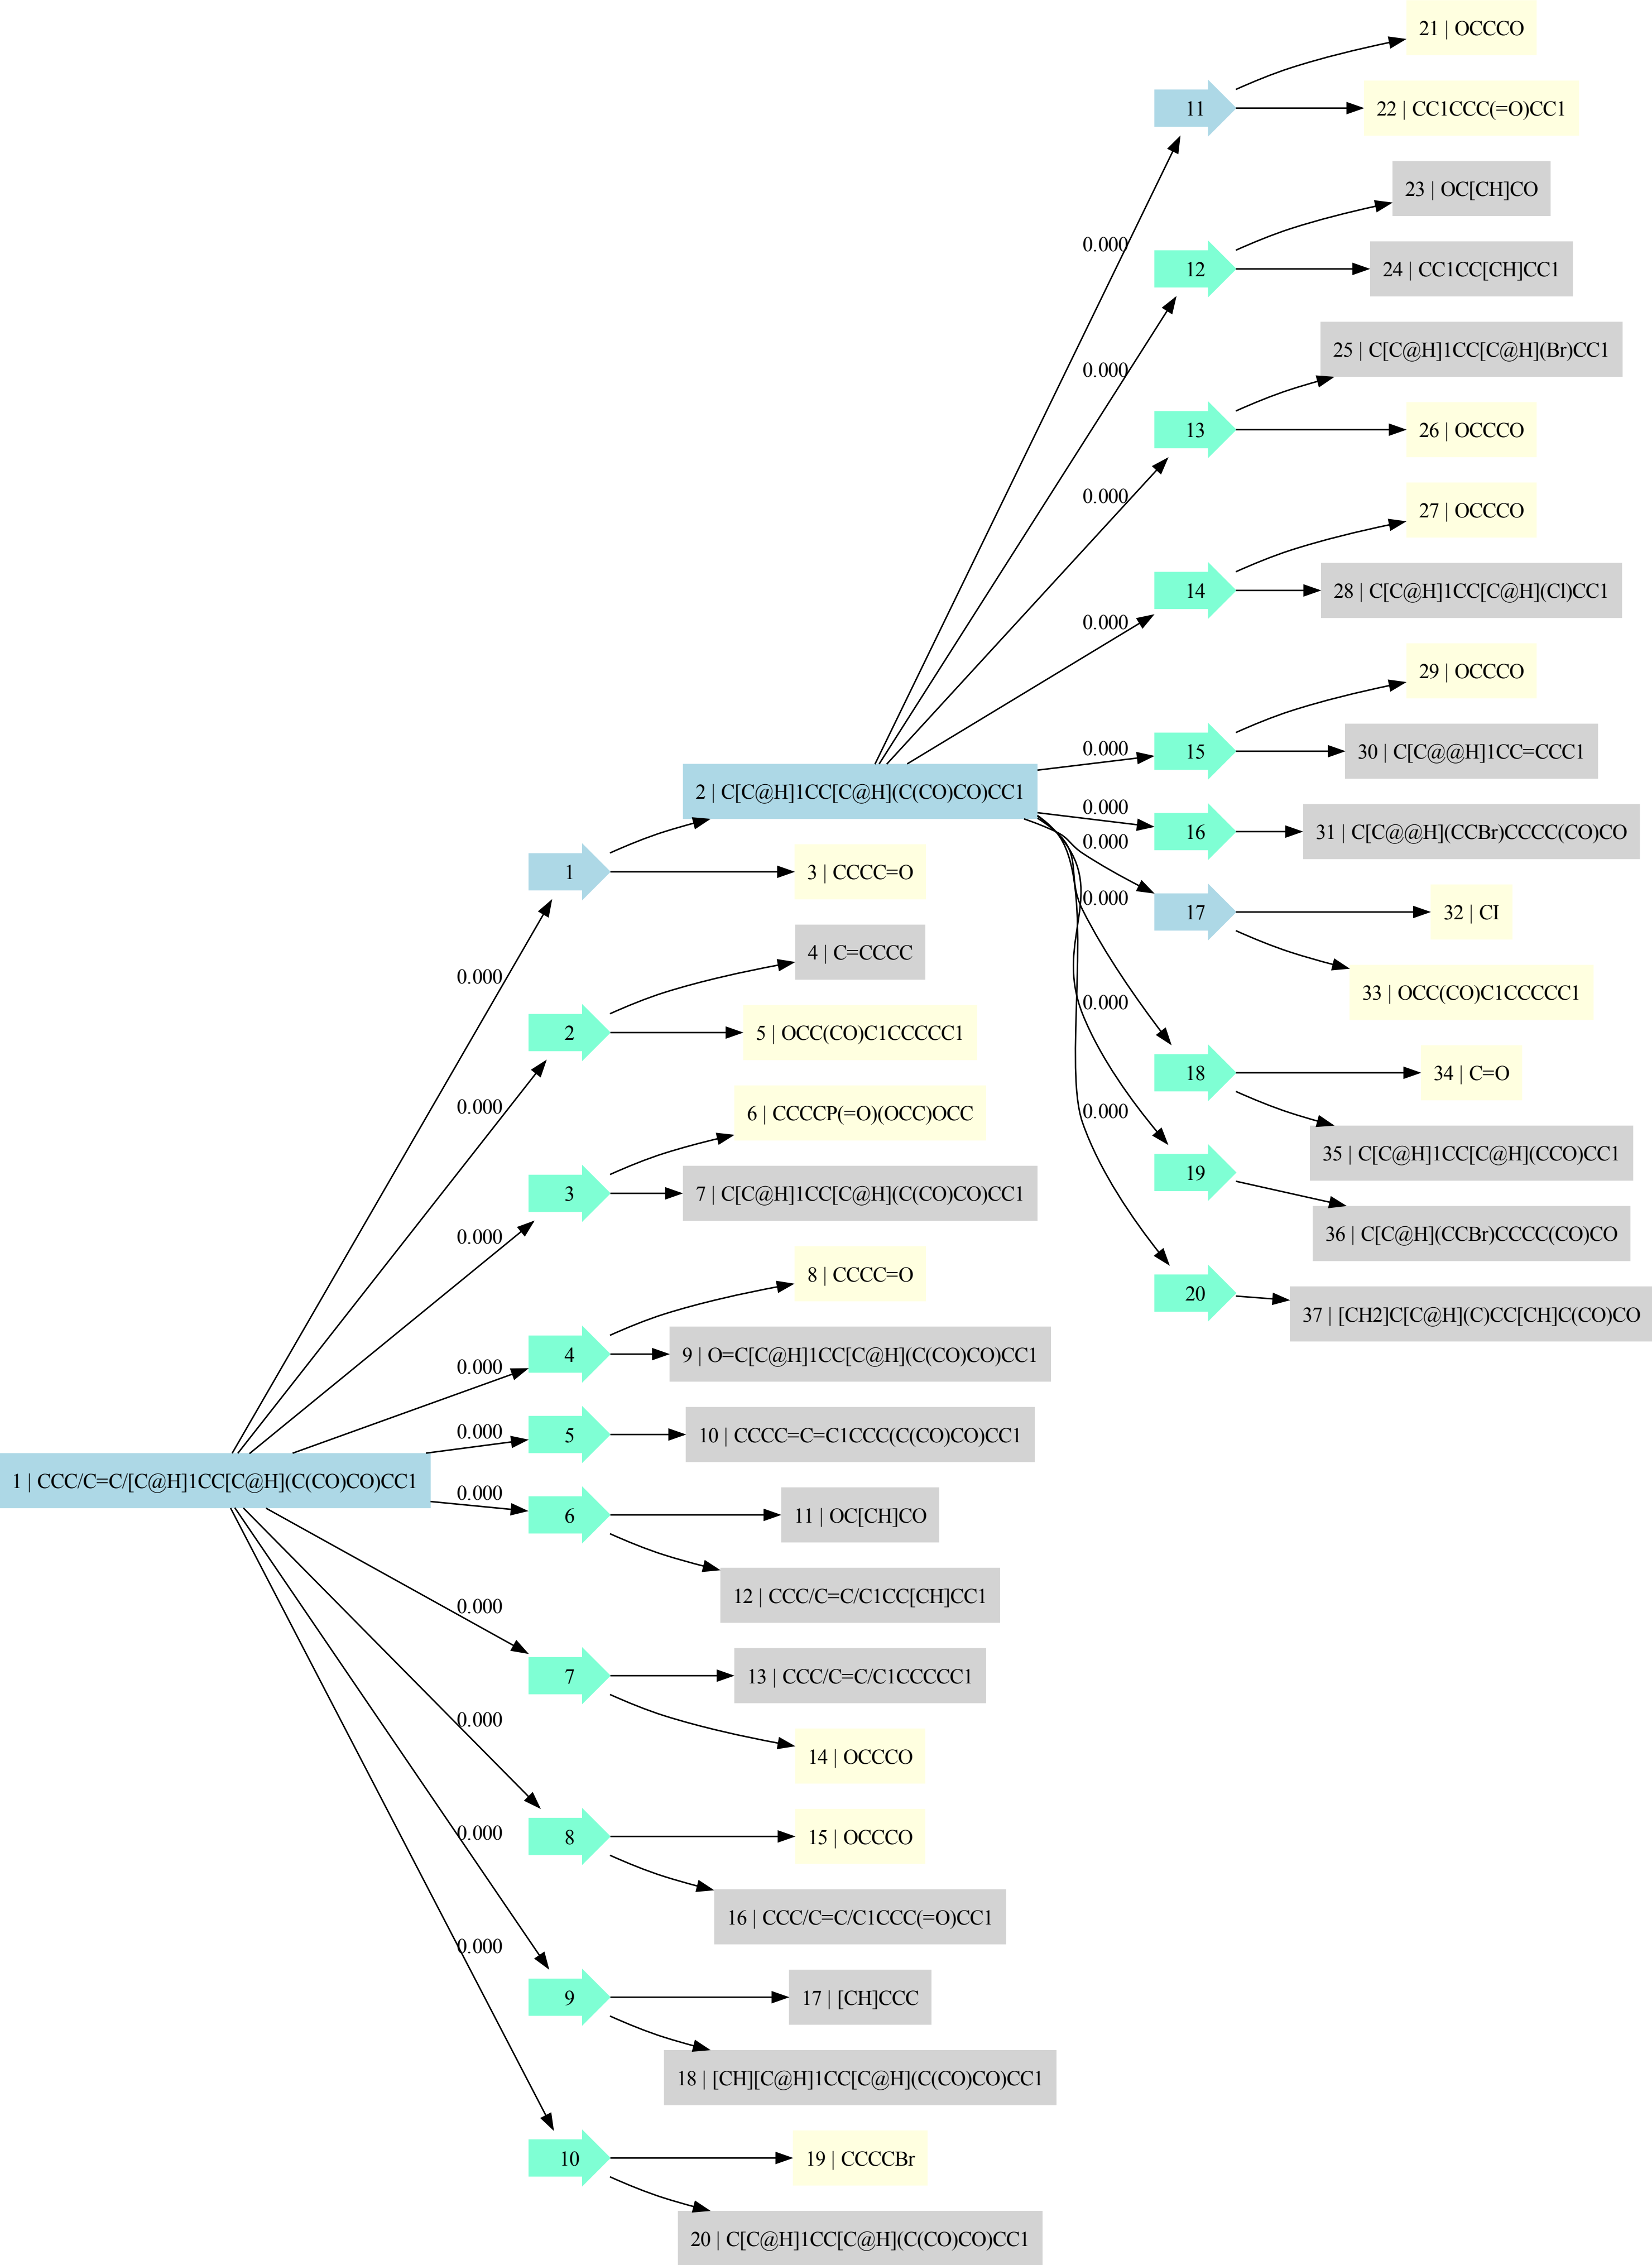 21 | OCCCO
11
22 | CC1CCC(=O)CC1
23 | OC[CH]CO
0.000
12
24 | CC1CC[CH]CC1
25 | C[C@H]1CC[C@H](Br)CC1
0.000
13
26 | OCCCO
0.000
27 | OCCCO
14
28 | C[C@H]1CC[C@H](Cl)CC1
0.000
29 | OCCCO
0.000
15
30 | C[C@@H]1CC=CCC1
2 | C[C@H]1CC[C@H](C(CO)CO)CC1
0.000
16
31 | C[C@@H](CCBr)CCCC(CO)CO
0.000
1
3 | CCCC=O
0.000
17
32 | CI
4 | C=CCCC
0.000
33 | OCC(CO)C1CCCCC1
0.000
2
5 | OCC(CO)C1CCCCC1
18
34 | C=O
0.000
6 | CCCCP(=O)(OCC)OCC
0.000
35 | C[C@H]1CC[C@H](CCO)CC1
19
3
7 | C[C@H]1CC[C@H](C(CO)CO)CC1
0.000
36 | C[C@H](CCBr)CCCC(CO)CO
8 | CCCC=O
20
37 | [CH2]C[C@H](C)CC[CH]C(CO)CO
0.000
4
9 | O=C[C@H]1CC[C@H](C(CO)CO)CC1
0.000
5
10 | CCCC=C=C1CCC(C(CO)CO)CC1
1 | CCC/C=C/[C@H]1CC[C@H](C(CO)CO)CC1
0.000
6
11 | OC[CH]CO
12 | CCC/C=C/C1CC[CH]CC1
0.000
7
13 | CCC/C=C/C1CCCCC1
0.000
14 | OCCCO
0.000
8
15 | OCCCO
16 | CCC/C=C/C1CCC(=O)CC1
0.000
9
17 | [CH]CCC
18 | [CH][C@H]1CC[C@H](C(CO)CO)CC1
10
19 | CCCCBr
20 | C[C@H]1CC[C@H](C(CO)CO)CC1